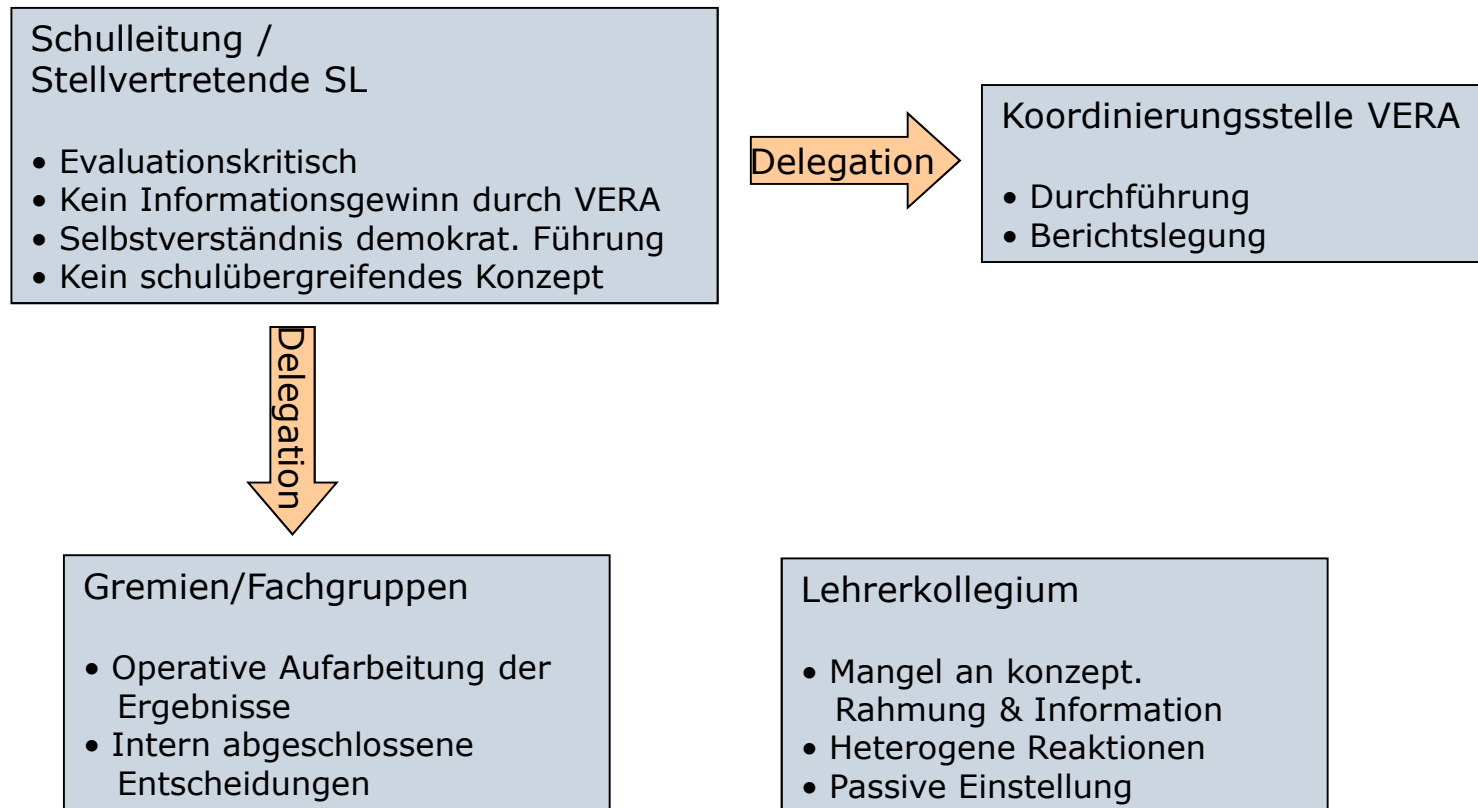 Schulleitung /
Stellvertretende SL
• Evaluationskritisch
• Kein Informationsgewinn durch VERA
• Selbstverständnis demokrat. Führung
• Kein schulübergreifendes Konzept
Delegation
Koordinierungsstelle VERA
• Durchführung
• Berichtslegung
Delegation
Gremien/Fachgruppen
• Operative Aufarbeitung der
Ergebnisse
• Intern abgeschlossene
Entscheidungen
Lehrerkollegium
• Mangel an konzept.
Rahmung & Information
• Heterogene Reaktionen
• Passive Einstellung